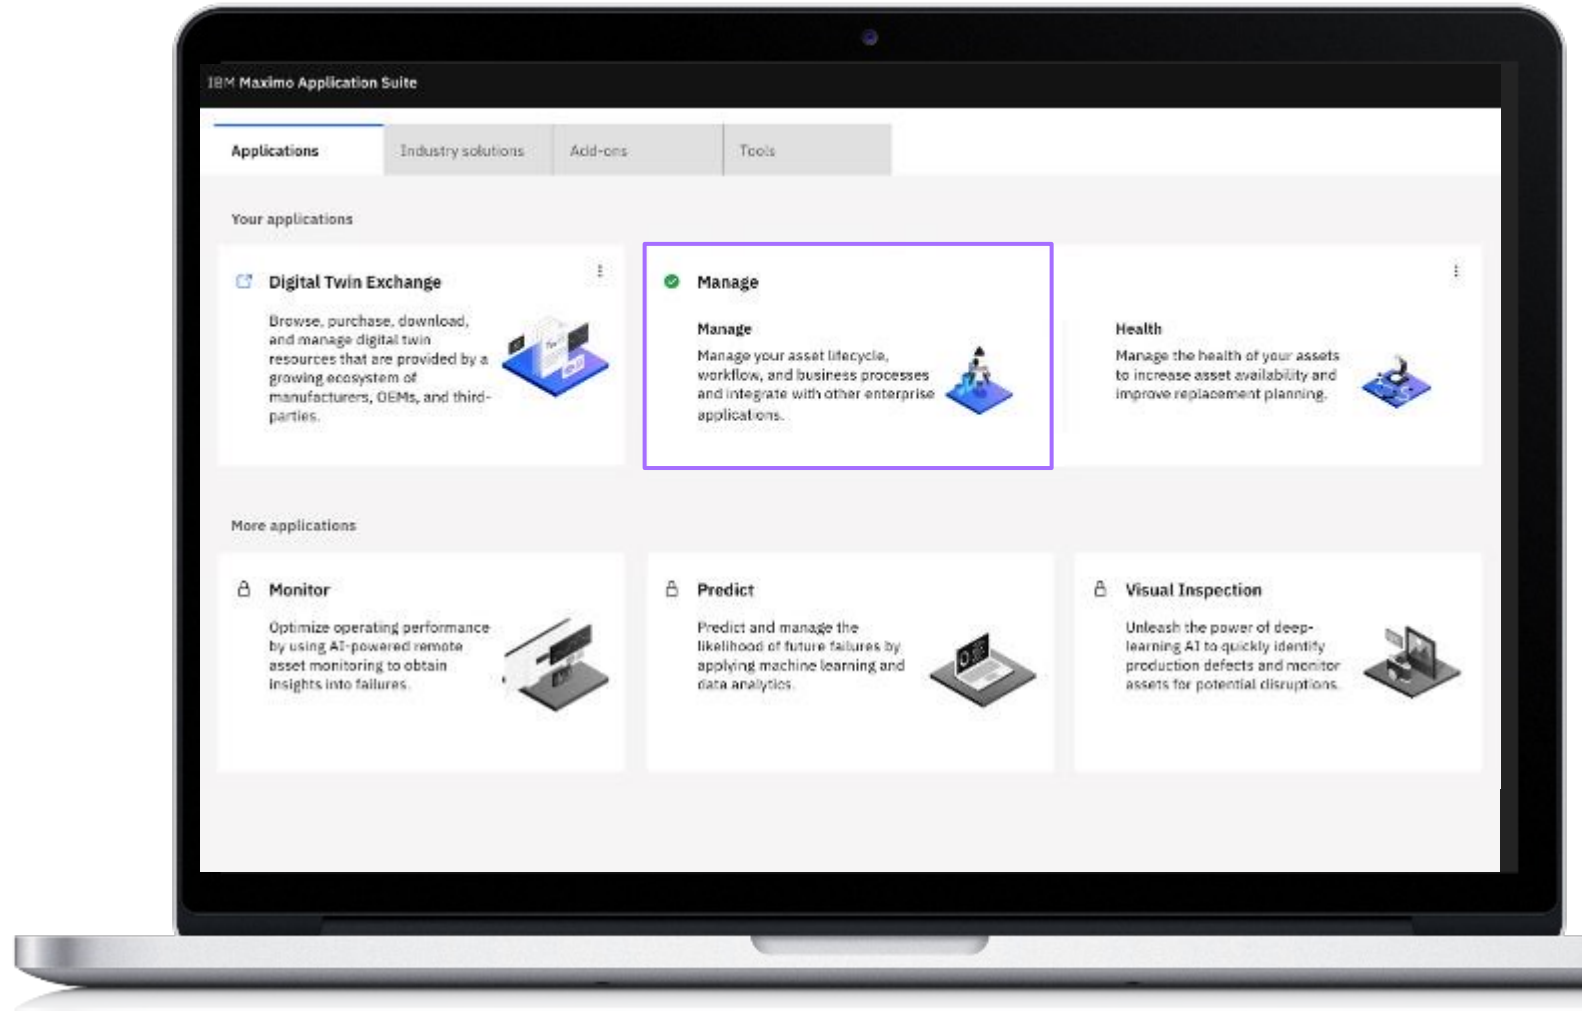 IBM Maximo Application Suite
Applications
Industry solutions
Add-ons
Tools
Your applications
Digital Twin Exchange
Browse, purchase, download,
and manage digital twin
resources that are provided by a
growing ecosystem of
manufacturers, OEMs, and third-
parties.
Manage
Manage
Manage your asset lifecycle,
workflow, and business processes
and integrate with other enterprise
applications.
Health
Manage the health of your assets
to increase asset availability and
improve replacement planning.
More applications
Monitor
Optimize operating performance
by using AI-powered remote
asset monitoring to obtain
insights into failures.
Predict
Predict and manage the
likelihood of future failures by
applying machine learning and
data analytics.
Visual Inspection
Unleash the power of deep-
learning AI to quickly identify
production defects and monitor
assets for potential disruptions.